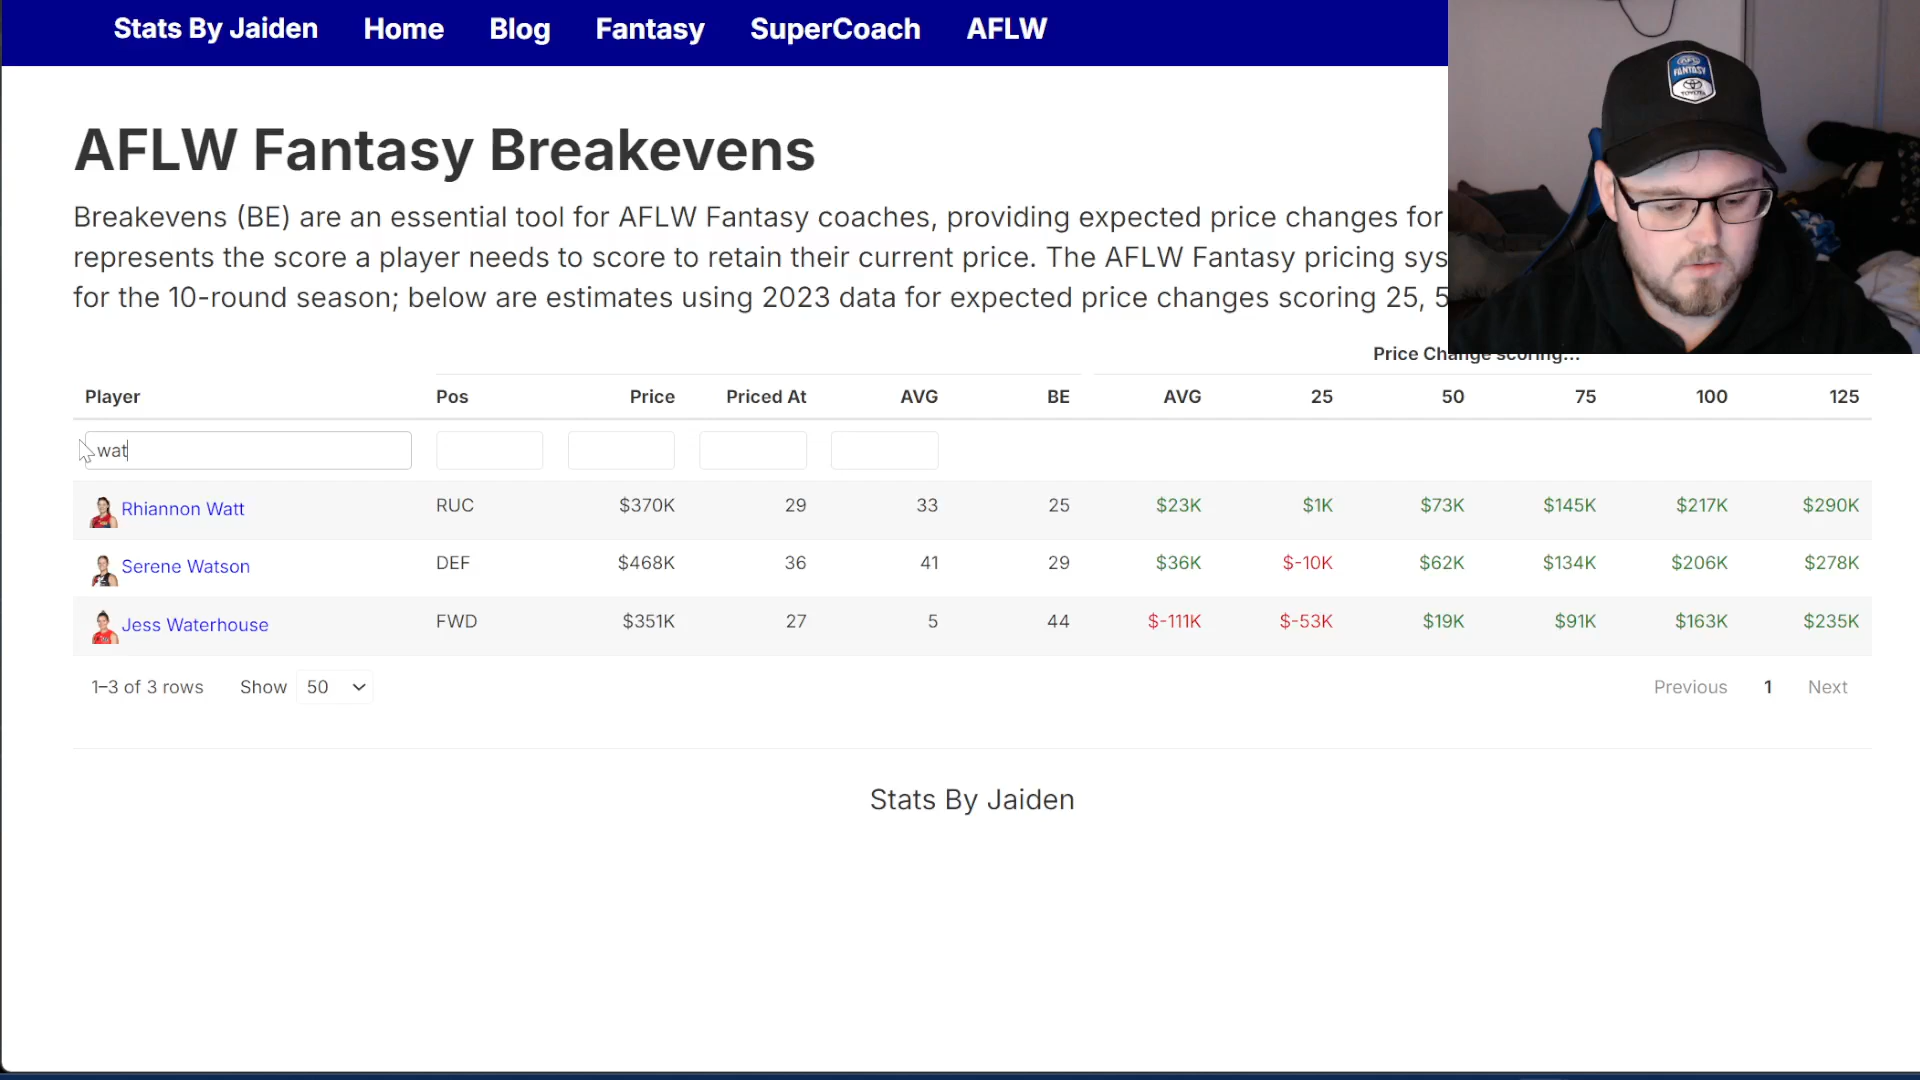 Stats By Jaiden Home Blog Fantasy SuperCoach AFLW
FANTASY
TOYOTA
AFLW Fantasy Breakevens
Breakevens (BE) are an essential tool for AFLW Fantasy coaches, providing expected price changes for
represents the score a player needs to score to retain their current price. The AFLW Fantasy pricing sys
for the 10-round season; below are estimates using 2023 data for expected price changes scoring 25, 5
Price Change scoring...
Player Pos Price Priced At AVG BE AVG 25 50 75 100 125
wat
Rhiannon Watt RUC $370K 29 33 25 $23K $1K $73K $145K $217K $290K
Serene Watson DEF $468K 36 41 29 $36K $-10K $62K $134K $206K $278K
Jess Waterhouse FWD $351K 27 5 44 $-111K $-53K $19K $91K $163K $235K
1–3 of 3 rows Show 50 Previous 1 Next
Stats By Jaiden